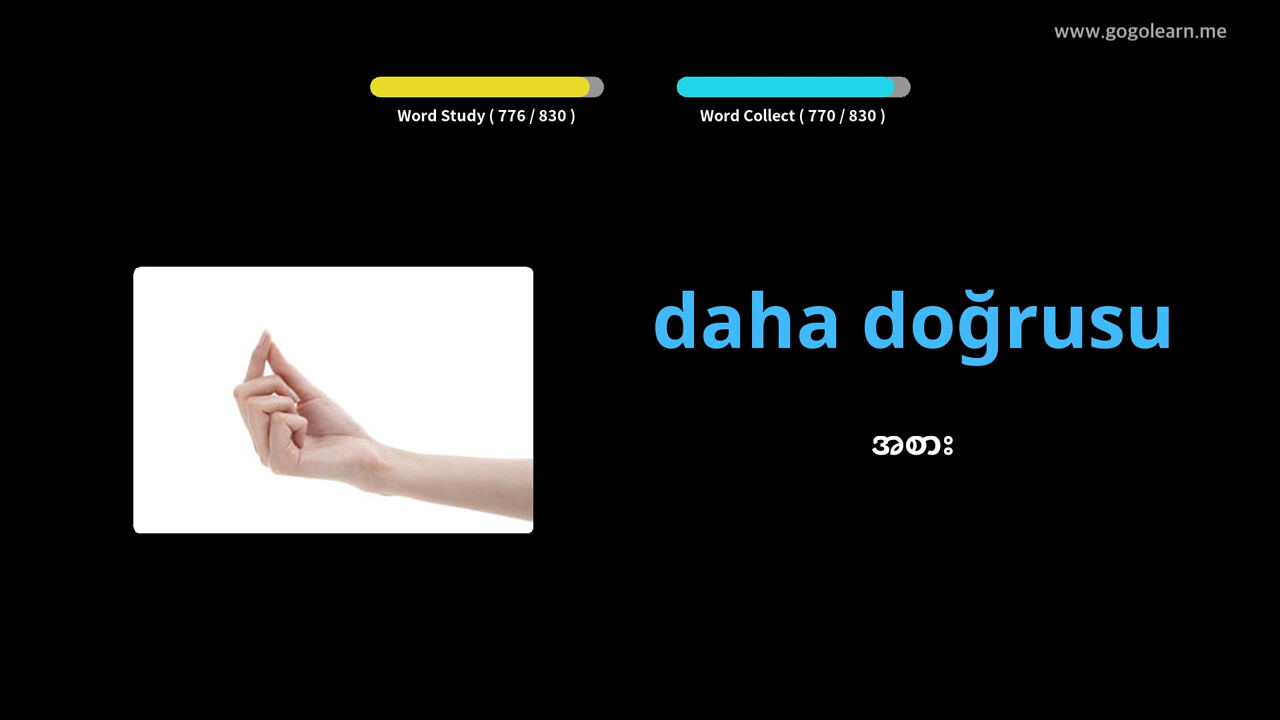 www.gogolearn.me
Word Study ( 776 / 830 )
Word Collect ( 770 / 830 )
daha doğrusu
အစား